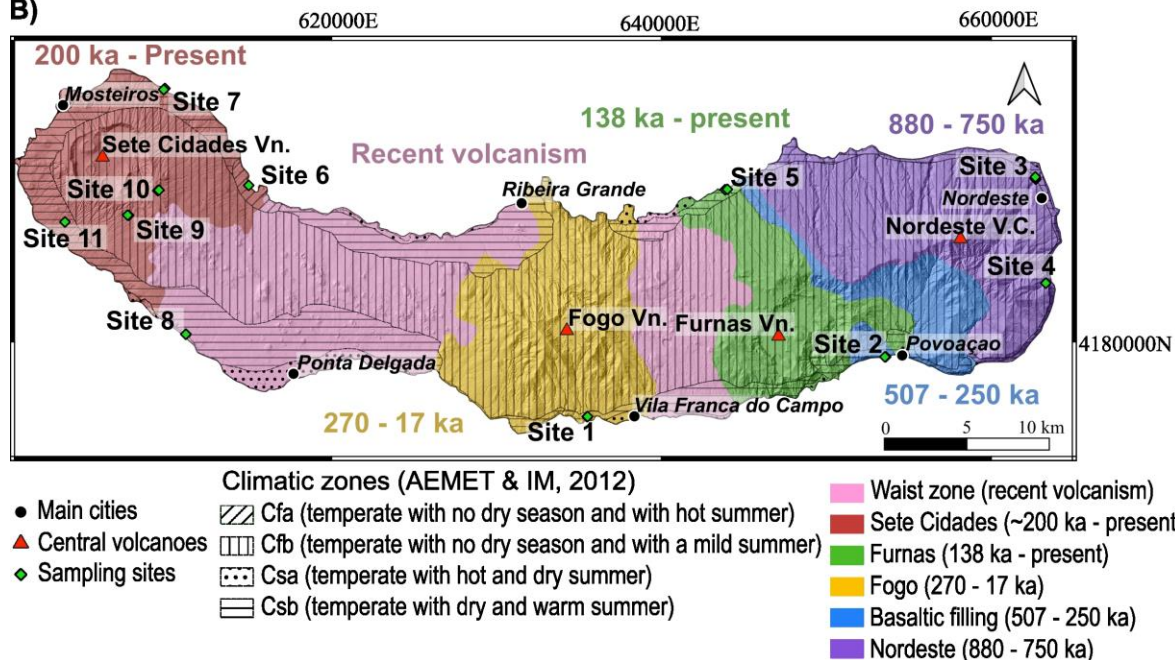 B)
620000E
640000E
660000E
200 ka - Present
Mosteiros
Site 7
138 ka - present
880 - 750 ka
Sete Cidades Vn.
Recent volcanism
Site 3
Site 10
Site 6
Ribeira Grande
Site 5
Nordeste
Site 11
Site 9
Nordeste V.C.
Site 4
Site 8
Fogo Vn.
Furnas Vn.
Site 2
Povoaçao
4180000N
Ponta Delgada
270 - 17 ka
Site 1
Vila Franca do Campo
507 - 250 ka
0 5 10 km
Climatic zones (AEMET & IM, 2012)
Main cities
Central volcanoes
Sampling sites
Cfa (temperate with no dry season and with hot summer)
Cfb (temperate with no dry season and with a mild summer)
Csa (temperate with hot and dry summer)
Csb (temperate with dry and warm summer)
Waist zone (recent volcanism)
Sete Cidades (~200 ka - present
Furnas (138 ka - present)
Fogo (270 - 17 ka)
Basaltic filling (507 - 250 ka)
Nordeste (880 - 750 ka)